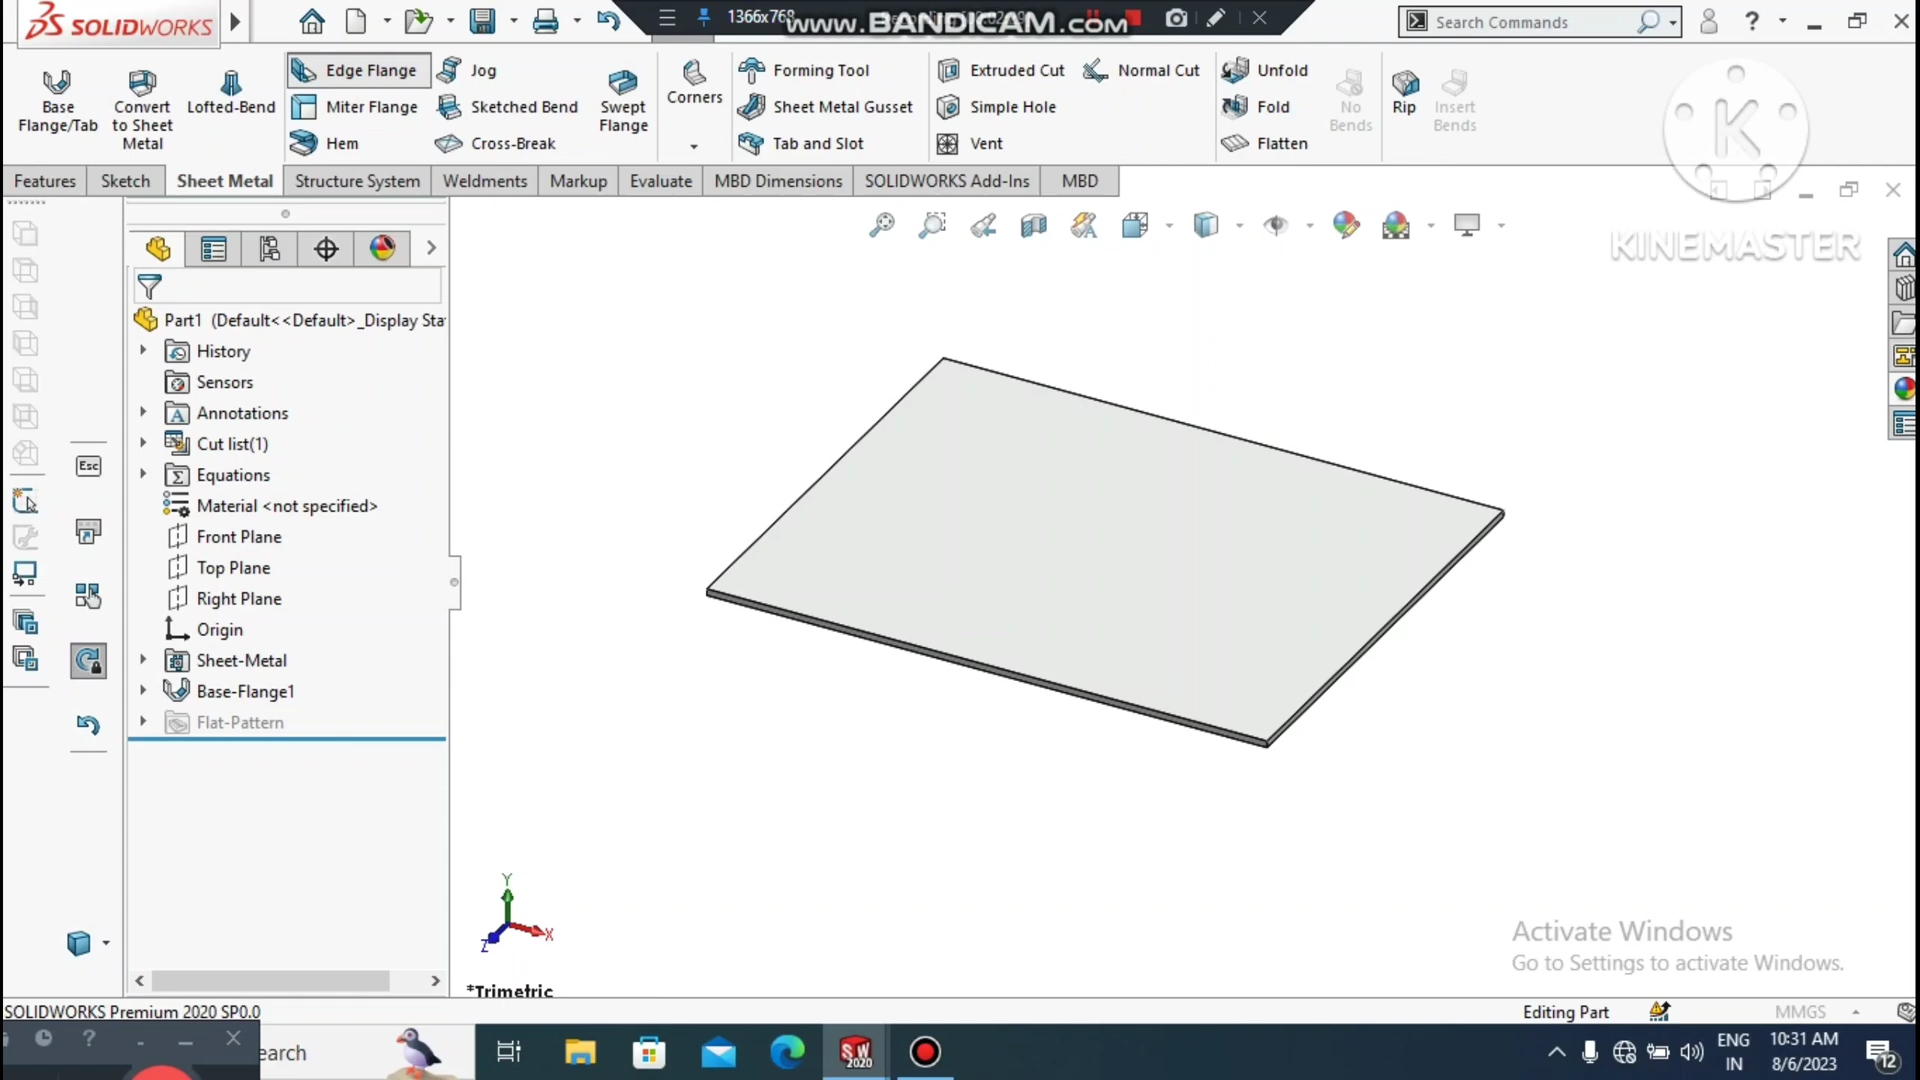 SOLIDWORKS
1366x768
www.BANDICAM.com
Search Commands
?
Base Flange/Tab
Convert to Sheet Metal
Lofted-Bend
Edge Flange
Miter Flange
Hem
Jog
Sketched Bend
Cross-Break
Swept Flange
Corners
Forming Tool
Sheet Metal Gusset
Tab and Slot
Extruded Cut
Simple Hole
Vent
Normal Cut
Unfold
Fold
Flatten
No Bends
Rip
Insert Bends
K
KINEMASTER
Features
Sketch
Sheet Metal
Structure System
Weldments
Markup
Evaluate
MBD Dimensions
SOLIDWORKS Add-Ins
MBD
Part1 (Default<<Default>_Display Sta
History
Sensors
Annotations
Cut list(1)
Equations
Material <not specified>
Front Plane
Top Plane
Right Plane
Origin
Sheet-Metal
Base-Flange1
Flat-Pattern
Esc
Y
X
Z
*Trimetric
Activate Windows
Go to Settings to activate Windows.
SOLIDWORKS Premium 2020 SP0.0
Editing Part
MMGS
?
earch
SW
2020
ENG
IN
10:31 AM
8/6/2023
12